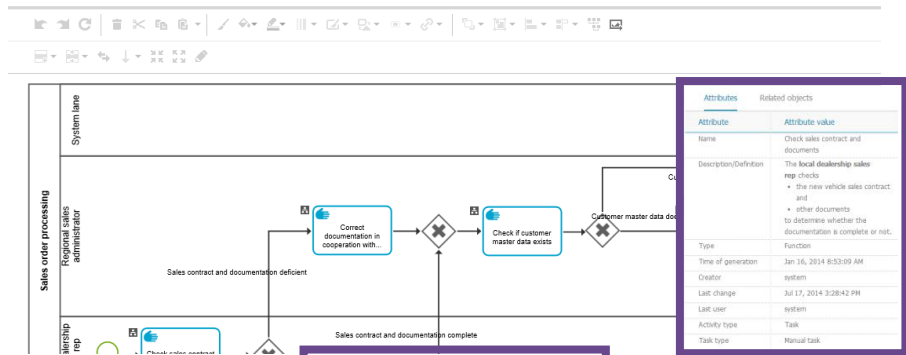 Attributes Related objects
Attribute Attribute value
Name Check sales contract and
documents
Description/Definition The local dealership sales
rep checks
• the new vehicle sales contract
and
• other documents
to determine whether the
documentation is complete or not.
Type Function
Time of generation Jan 16, 2014 8:53:09 AM
Creator system
Last change Jul 17, 2014 3:28:42 PM
Last user system
Activity type Task
Task type Manual task
Sales order processing
System lane
Regional sales
administrator
Correct
documentation in
cooperation with...
Check if customer
master data exists
Cu
Customer master data doe
Sales contract and documentation deficient
Sales contract and documentation complete
alership
rep
Check sales contract